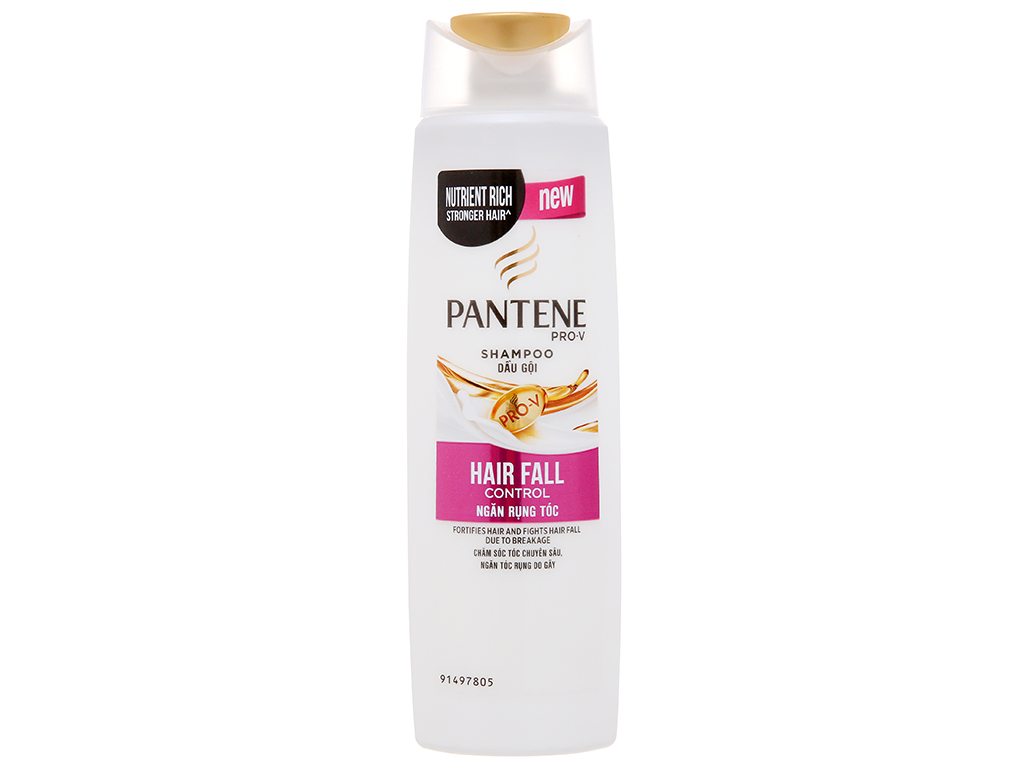 NUTRIENT RICH
STRONGER HAIR^
new
PANTENE
PRO-V
SHAMPOO
DẦU GỘI
PRO-V
HAIR FALL
CONTROL
NGĂN RỤNG TÓC
FORTIFIES HAIR AND FIGHTS HAIR FALL
DUE TO BREAKAGE
CHĂM SÓC TÓC CHUYÊN SÂU,
NGĂN TÓC RỤNG DO GÃY
91497805